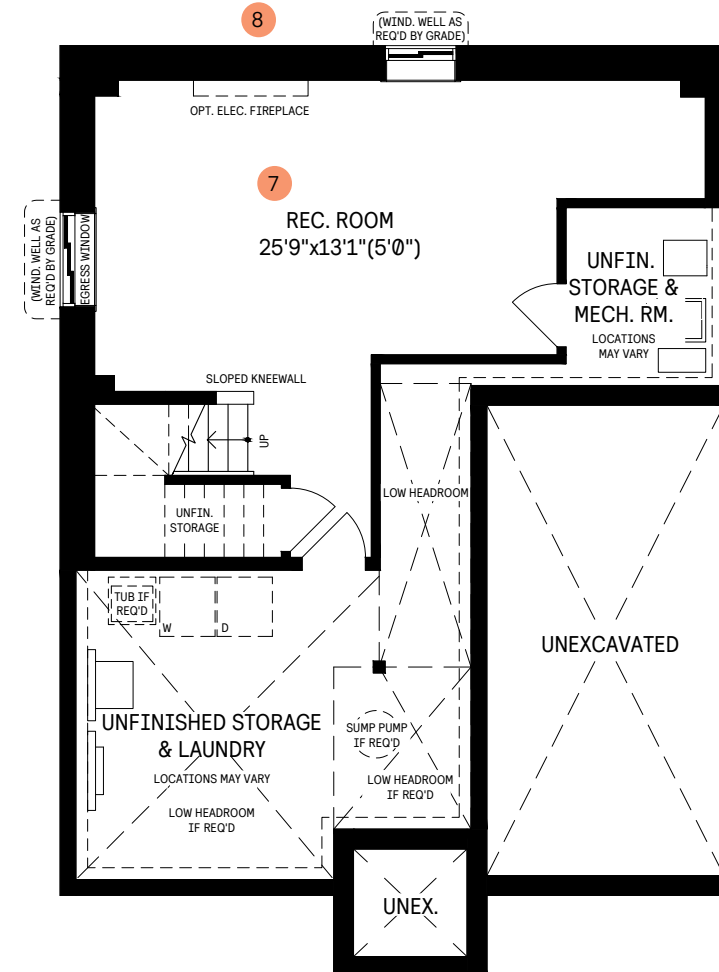 8
(WIND. WELL AS
REQ'D BY GRADE)
OPT. ELEC. FIREPLACE
7
REC. ROOM
25'9"x13'1"(5'0")
(WIND. WELL AS
REQ'D BY GRADE)
EGRESS WINDOW
UNFIN.
STORAGE &
MECH. RM.
LOCATIONS
MAY VARY
SLOPED KNEEWALL
UP
LOW HEADROOM
UNFIN.
STORAGE
TUB IF
REQ'D
W
D
UNEXCAVATED
UNFINISHED STORAGE
& LAUNDRY
LOCATIONS MAY VARY
LOW HEADROOM
IF REQ'D
SUMP PUMP
IF REQ'D
LOW HEADROOM
IF REQ'D
UNEX.